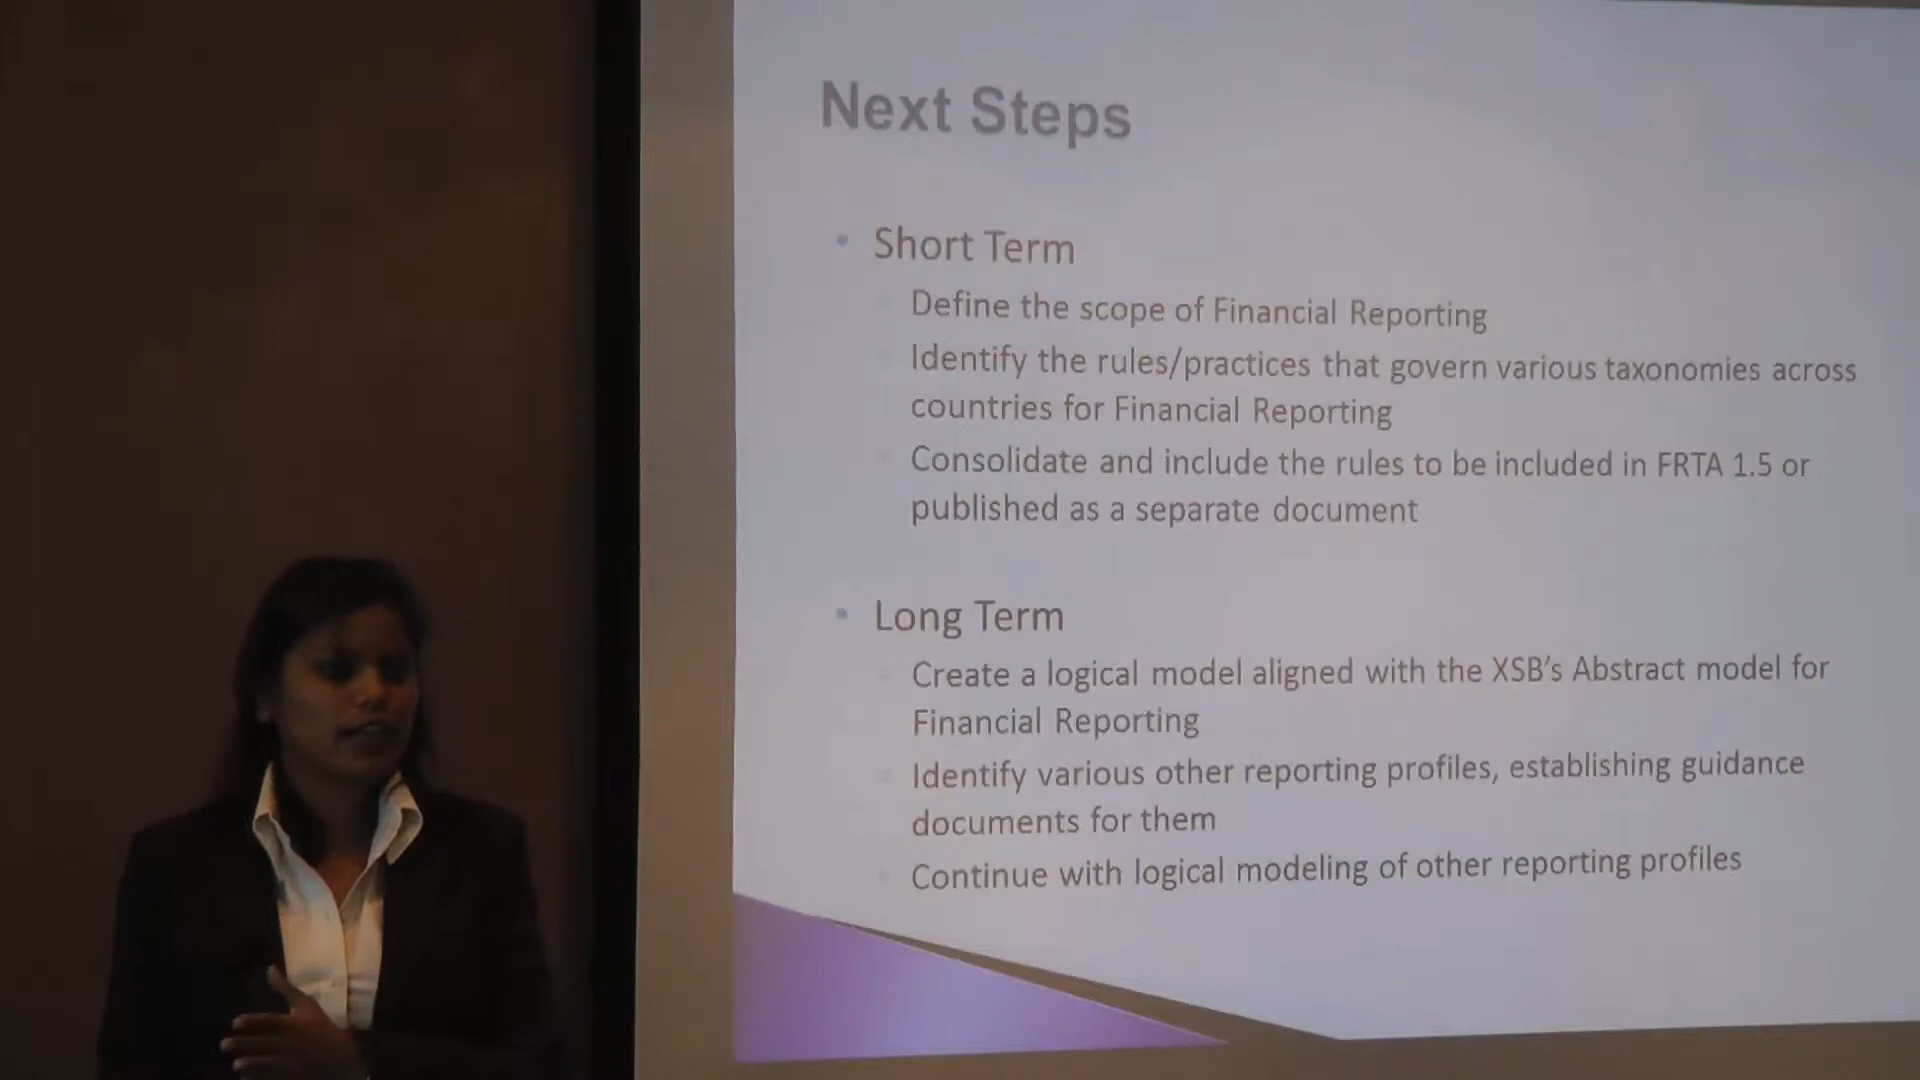 Next Steps
• Short Term
Define the scope of Financial Reporting
Identify the rules/practices that govern various taxonomies across
countries for Financial Reporting
Consolidate and include the rules to be included in FRTA 1.5 or
published as a separate document
• Long Term
Create a logical model aligned with the XSB's Abstract model for
Financial Reporting
Identify various other reporting profiles, establishing guidance
documents for them
Continue with logical modeling of other reporting profiles